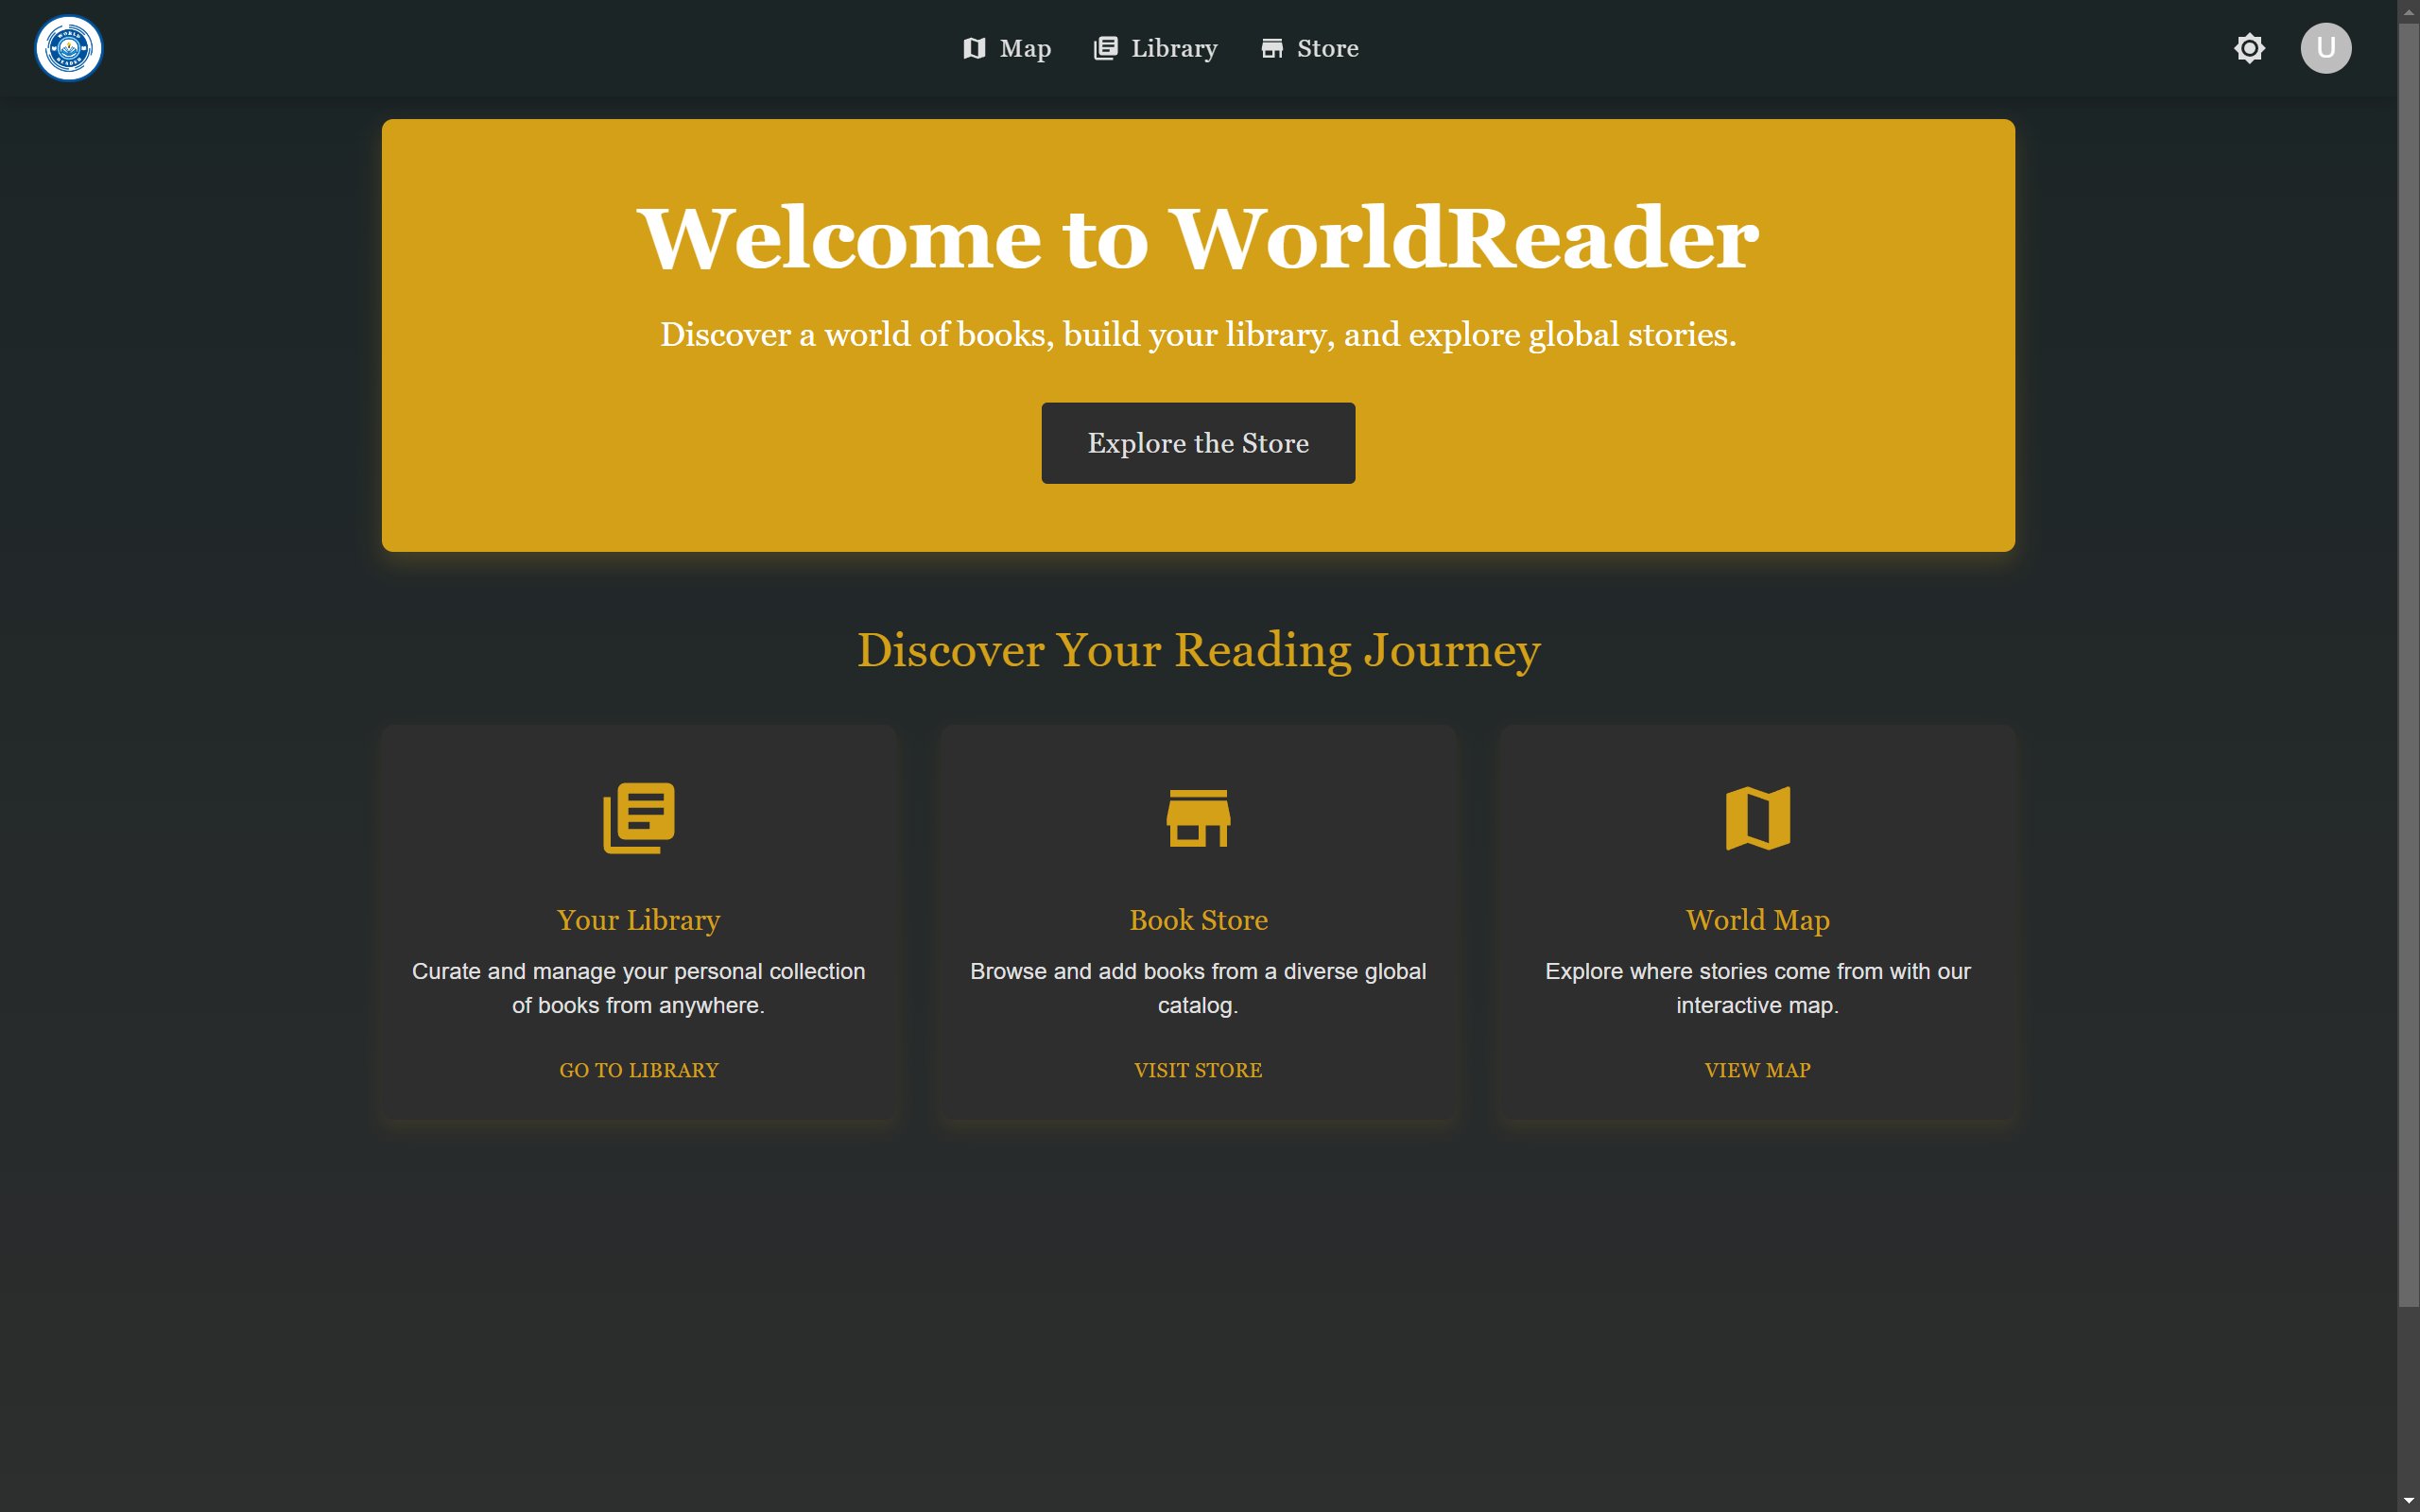 WORLD
READER
Map
Library
Store
U
Welcome to WorldReader
Discover a world of books, build your library, and explore global stories.
Explore the Store
Discover Your Reading Journey
Your Library
Curate and manage your personal collection
of books from anywhere.
GO TO LIBRARY
Book Store
Browse and add books from a diverse global
catalog.
VISIT STORE
World Map
Explore where stories come from with our
interactive map.
VIEW MAP